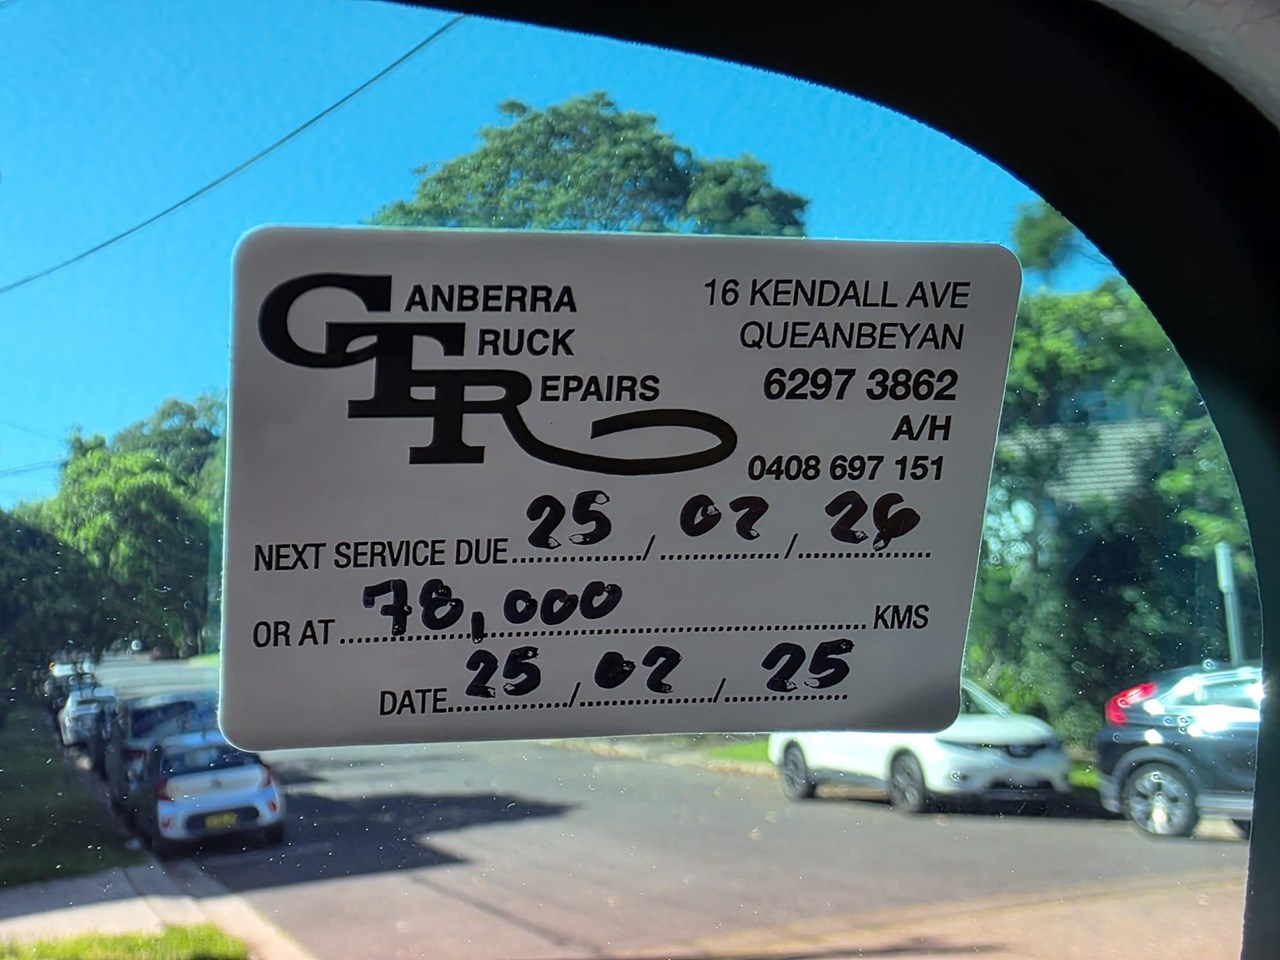 CANBERRA
TRUCK
REPAIRS
16 KENDALL AVE
QUEANBEYAN
6297 3862
A/H
0408 697 151
NEXT SERVICE DUE 25 / 02 / 26
OR AT 78,000 KMS
DATE 25 / 02 / 25